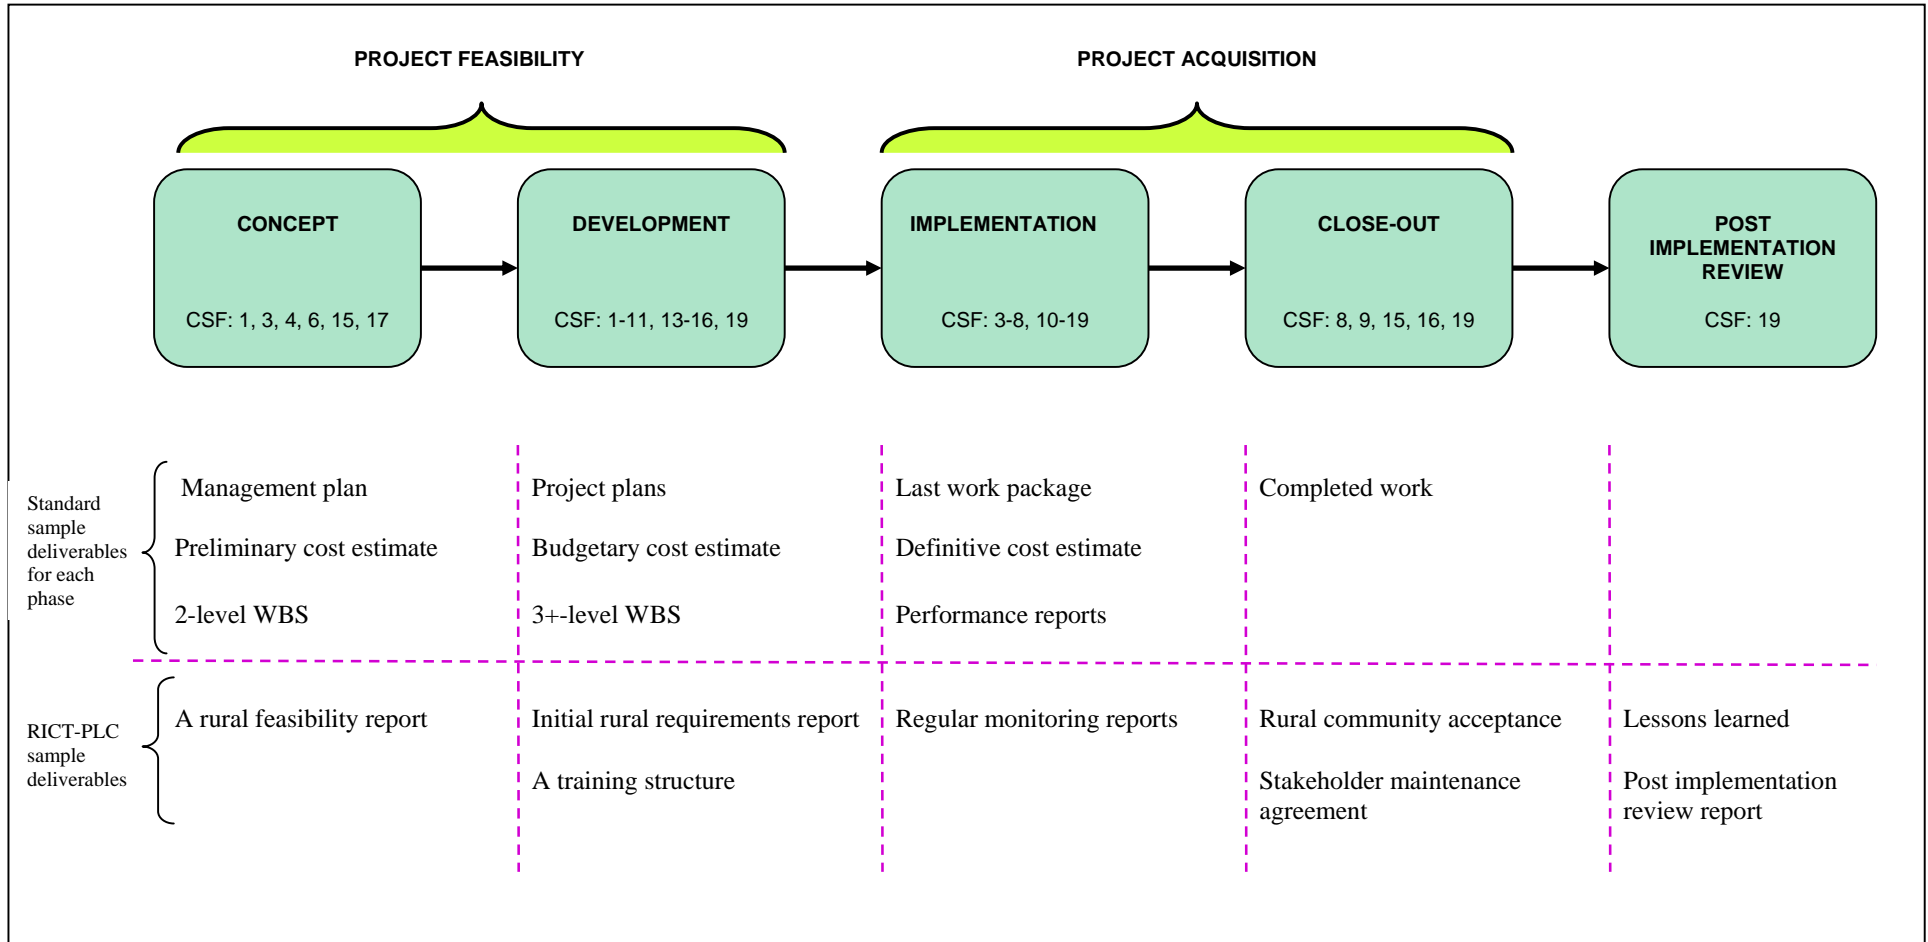 PROJECT FEASIBILITY
PROJECT ACQUISITION
CONCEPT
CSF: 1, 3, 4, 6, 15, 17
DEVELOPMENT
CSF: 1-11, 13-16, 19
IMPLEMENTATION
CSF: 3-8, 10-19
CLOSE-OUT
CSF: 8, 9, 15, 16, 19
POST
IMPLEMENTATION
REVIEW
CSF: 19
Standard
sample
deliverables
for each
phase
Management plan
Preliminary cost estimate
2-level WBS
Project plans
Budgetary cost estimate
3+-level WBS
Last work package
Definitive cost estimate
Performance reports
Completed work
RICT-PLC
sample
deliverables
A rural feasibility report
Initial rural requirements report
A training structure
Regular monitoring reports
Rural community acceptance
Stakeholder maintenance
agreement
Lessons learned
Post implementation
review report